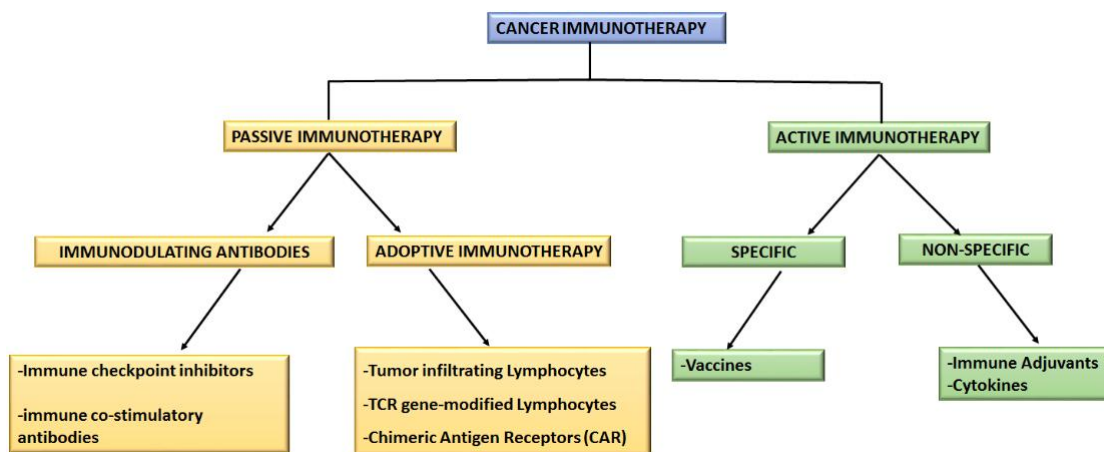 CANCER IMMUNOTHERAPY
PASSIVE IMMUNOTHERAPY
ACTIVE IMMUNOTHERAPY
IMMUNODULATING ANTIBODIES
ADOPTIVE IMMUNOTHERAPY
SPECIFIC
NON-SPECIFIC
-Immune checkpoint inhibitors
-immune co-stimulatory
antibodies
-Tumor infiltrating Lymphocytes
-TCR gene-modified Lymphocytes
-Chimeric Antigen Receptors (CAR)
-Vaccines
-Immune Adjuvants
-Cytokines